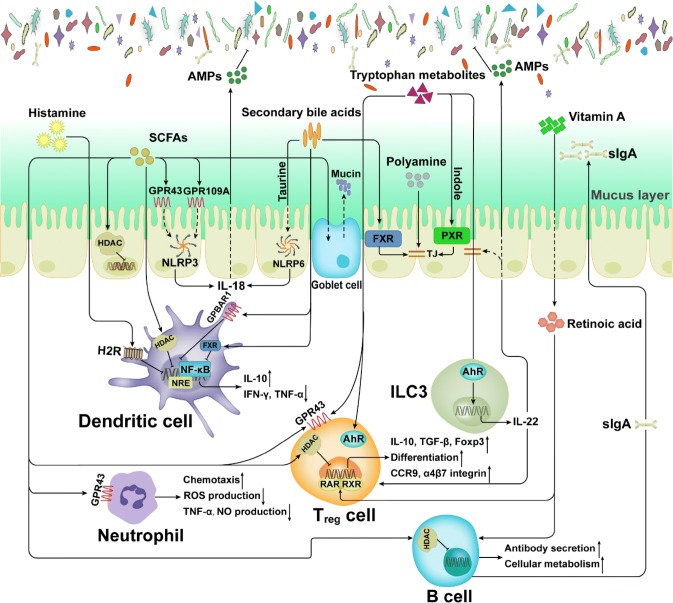 AMPs
Tryptophan metabolites
AMPs
Histamine
SCFAs
Secondary bile acids
Vitamin A
sIgA
GPR43
GPR109A
Taurine
Mucin
Polyamine
Indole
Mucus layer
HDAC
NLRP3
NLRP6
FXR
TJ
PXR
IL-18
Goblet cell
GPBAR1
Retinoic acid
H2R
HDAC
FXR
NF-κB
NRE
IL-10
IFN-γ, TNF-α
Dendritic cell
ILC3
AhR
IL-22
sIgA
GPR43
HDAC
AhR
RAR RXR
IL-10, TGF-β, Foxp3
Differentiation
CCR9, α4β7 integrin
Treg cell
GPR43
Chemotaxis
ROS production
TNF-α, NO production
Neutrophil
HDAC
Antibody secretion
Cellular metabolism
B cell